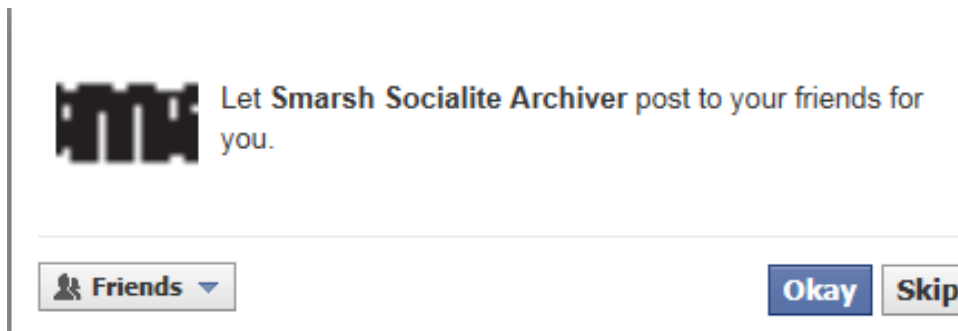 Let Smarsh Socialite Archiver post to your friends for
you.
Friends
Okay
Skip